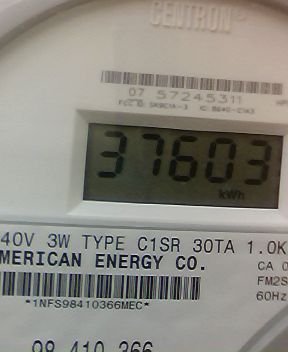 CENTRON®
07 57245311
37603
kWh
40V 3W TYPE C1SR 30TA 1.0K
MERICAN ENERGY CO.
CA 0
FM2S
60Hz
*1NFS98410366MEC*
98 410 366